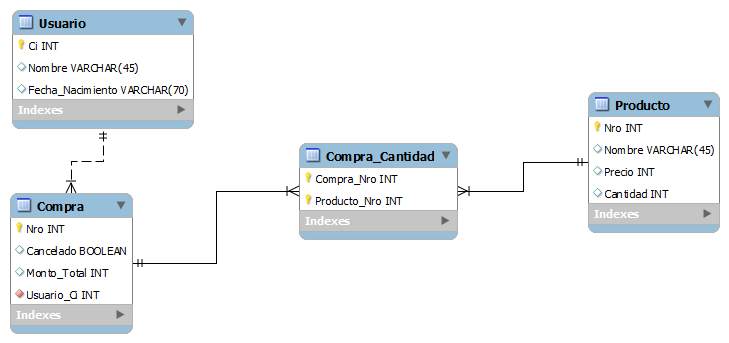 Usuario
Ci INT
Nombre VARCHAR(45)
Fecha_Nacimiento VARCHAR(70)
Indexes
Compra
Nro INT
Cancelado BOOLEAN
Monto_Total INT
Usuario_Ci INT
Indexes
Compra_Cantidad
Compra_Nro INT
Producto_Nro INT
Indexes
Producto
Nro INT
Nombre VARCHAR(45)
Precio INT
Cantidad INT
Indexes